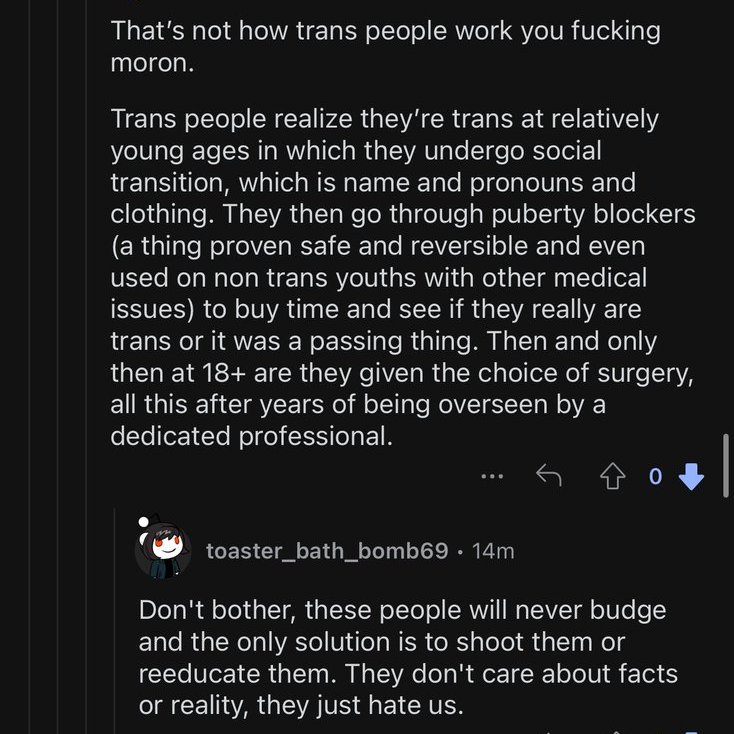 That's not how trans people work you fucking
moron.
Trans people realize they're trans at relatively
young ages in which they undergo social
transition, which is name and pronouns and
clothing. They then go through puberty blockers
(a thing proven safe and reversible and even
used on non trans youths with other medical
issues) to buy time and see if they really are
trans or it was a passing thing. Then and only
then at 18+ are they given the choice of surgery,
all this after years of being overseen by a
dedicated professional.
0
toaster_bath_bomb69 • 14m
Don't bother, these people will never budge
and the only solution is to shoot them or
reeducate them. They don't care about facts
or reality, they just hate us.